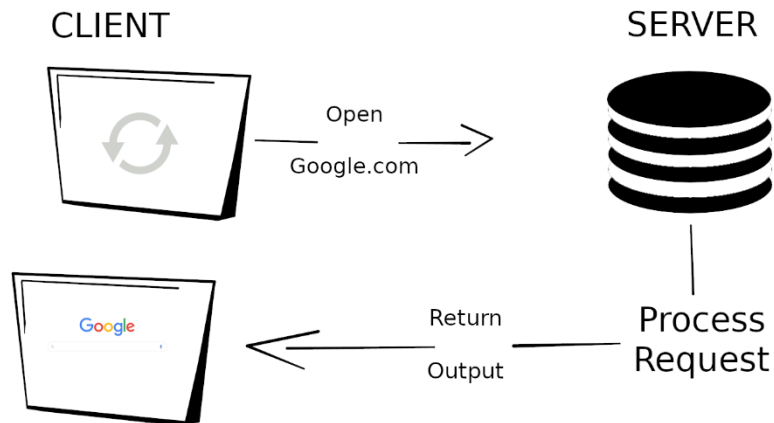 CLIENT
SERVER
Open
Google.com
Google
Return
Output
Process
Request